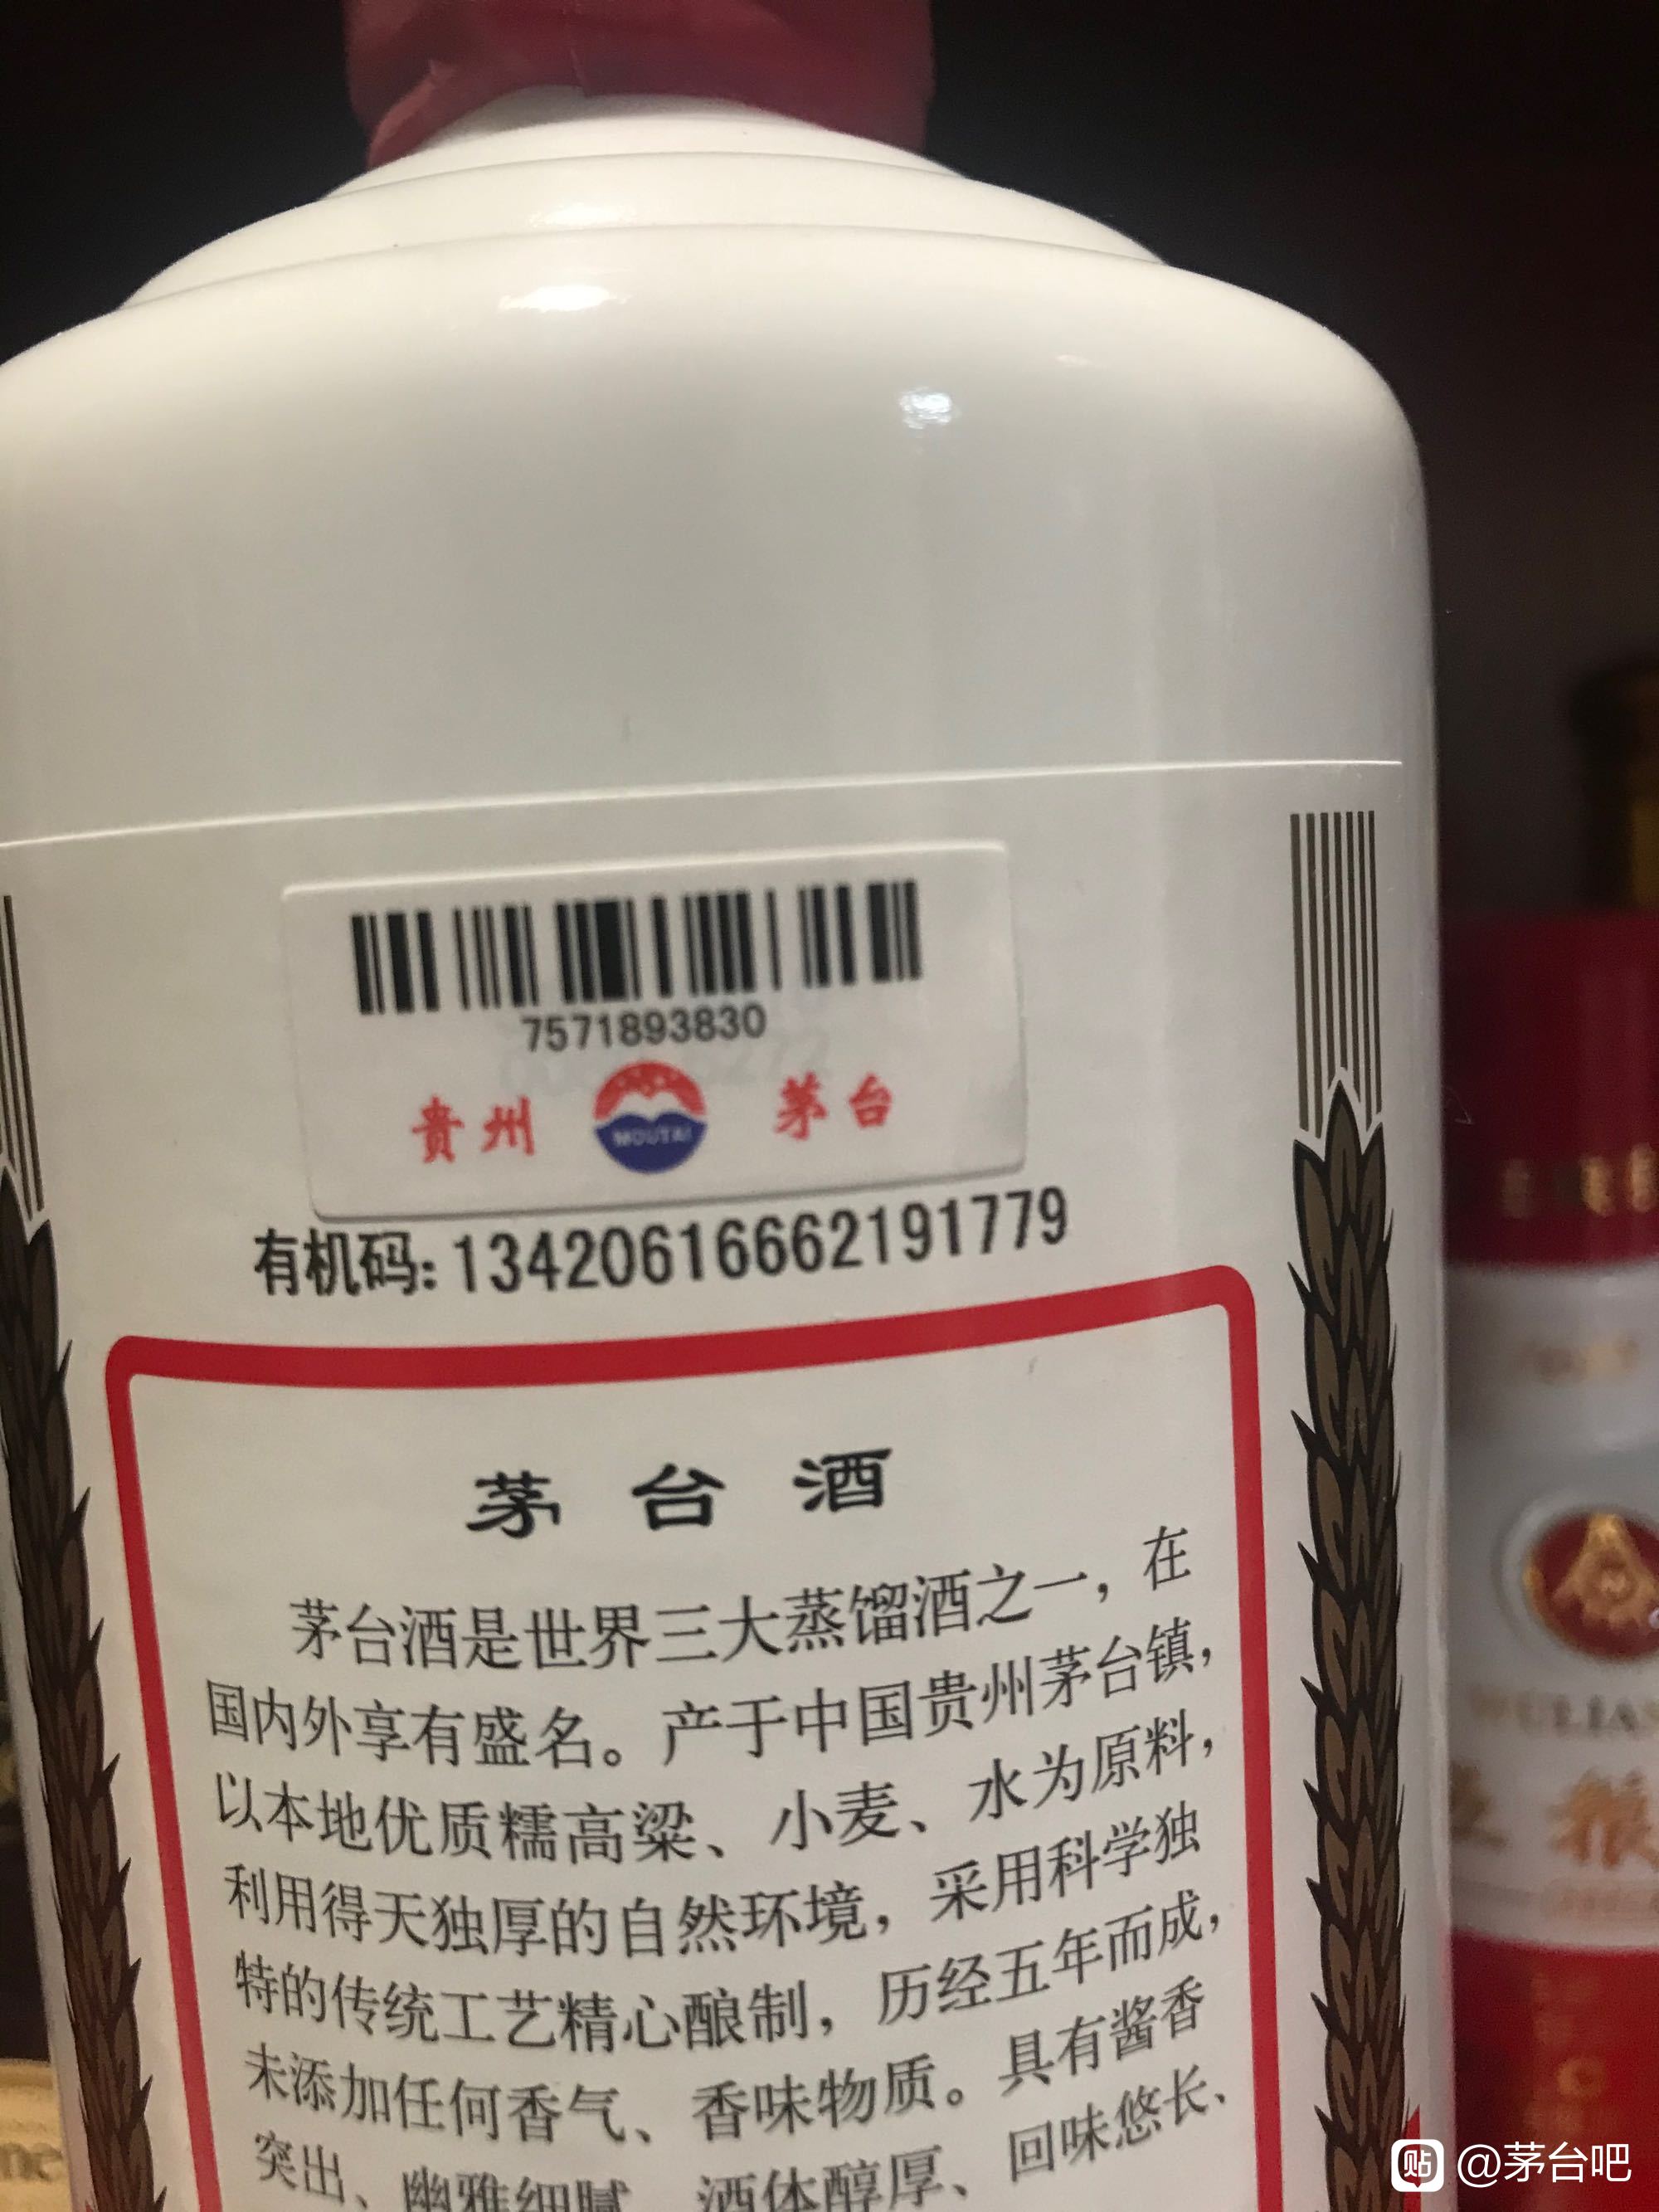 7571893830
贵州 MOUTAI 茅台
有机码:13420616662191779
茅台酒
茅台酒是世界三大蒸馏酒之一，在
国内外享有盛名。产于中国贵州茅台镇，
以本地优质糯高粱、小麦、水为原料，
利用得天独厚的自然环境，采用科学独
特的传统工艺精心酿制，历经五年而成，
未添加任何香气、香味物质。具有酱香
突出、幽雅细腻、酒体醇厚、回味悠长、
WULIAN
粮
贴 @茅台吧